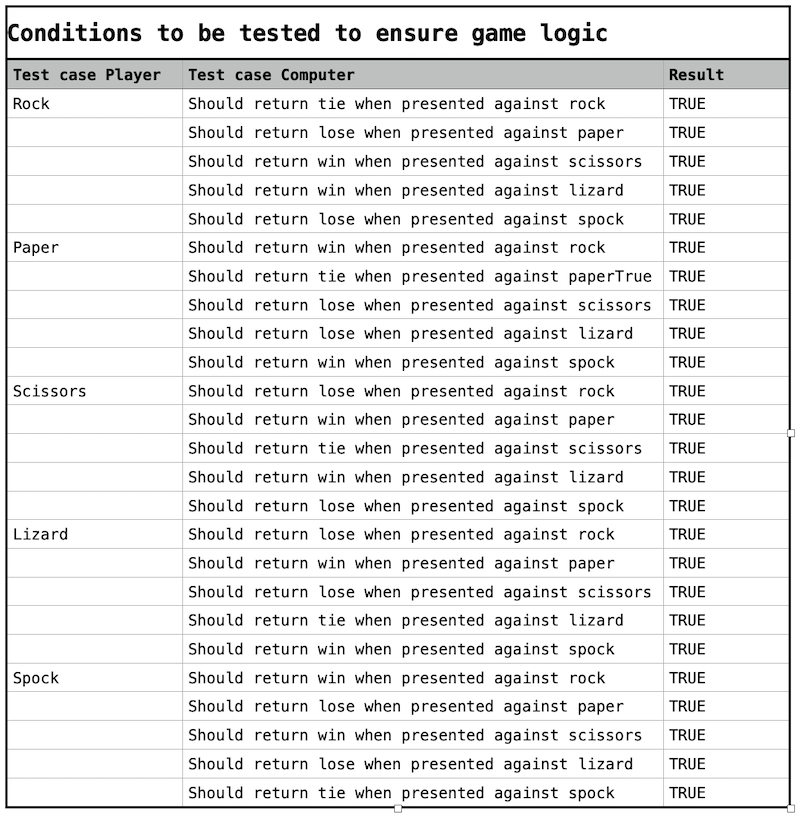 Conditions to be tested to ensure game logic
Test case Player Test case Computer Result
Rock Should return tie when presented against rock TRUE
Should return lose when presented against paper TRUE
Should return win when presented against scissors TRUE
Should return win when presented against lizard TRUE
Should return lose when presented against spock TRUE
Paper Should return win when presented against rock TRUE
Should return tie when presented against paperTrue TRUE
Should return lose when presented against scissors TRUE
Should return lose when presented against lizard TRUE
Should return win when presented against spock TRUE
Scissors Should return lose when presented against rock TRUE
Should return win when presented against paper TRUE
Should return tie when presented against scissors TRUE
Should return win when presented against lizard TRUE
Should return lose when presented against spock TRUE
Lizard Should return lose when presented against rock TRUE
Should return win when presented against paper TRUE
Should return lose when presented against scissors TRUE
Should return tie when presented against lizard TRUE
Should return win when presented against spock TRUE
Spock Should return win when presented against rock TRUE
Should return lose when presented against paper TRUE
Should return win when presented against scissors TRUE
Should return lose when presented against lizard TRUE
Should return tie when presented against spock TRUE